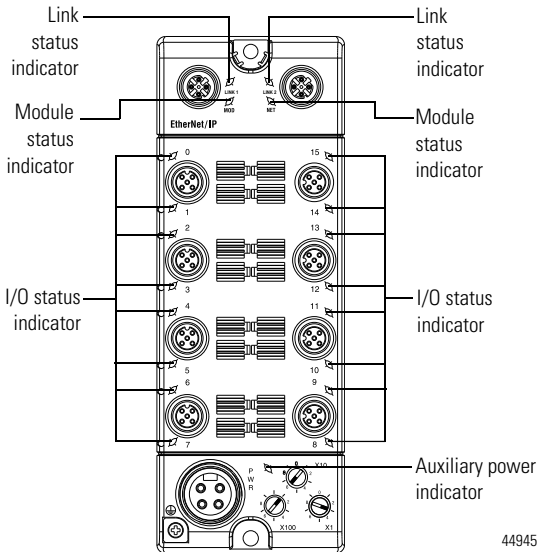 Link
status
indicator
Link
status
indicator
Module
status
indicator
Module
status
indicator
LINK 1
LINK 2
MOD
NET
EtherNet/IP
0
15
1
14
2
13
3
12
4
11
5
10
6
9
7
8
I/O status
indicator
I/O status
indicator
PWR
X10
X100
X1
Auxiliary power
indicator
44945